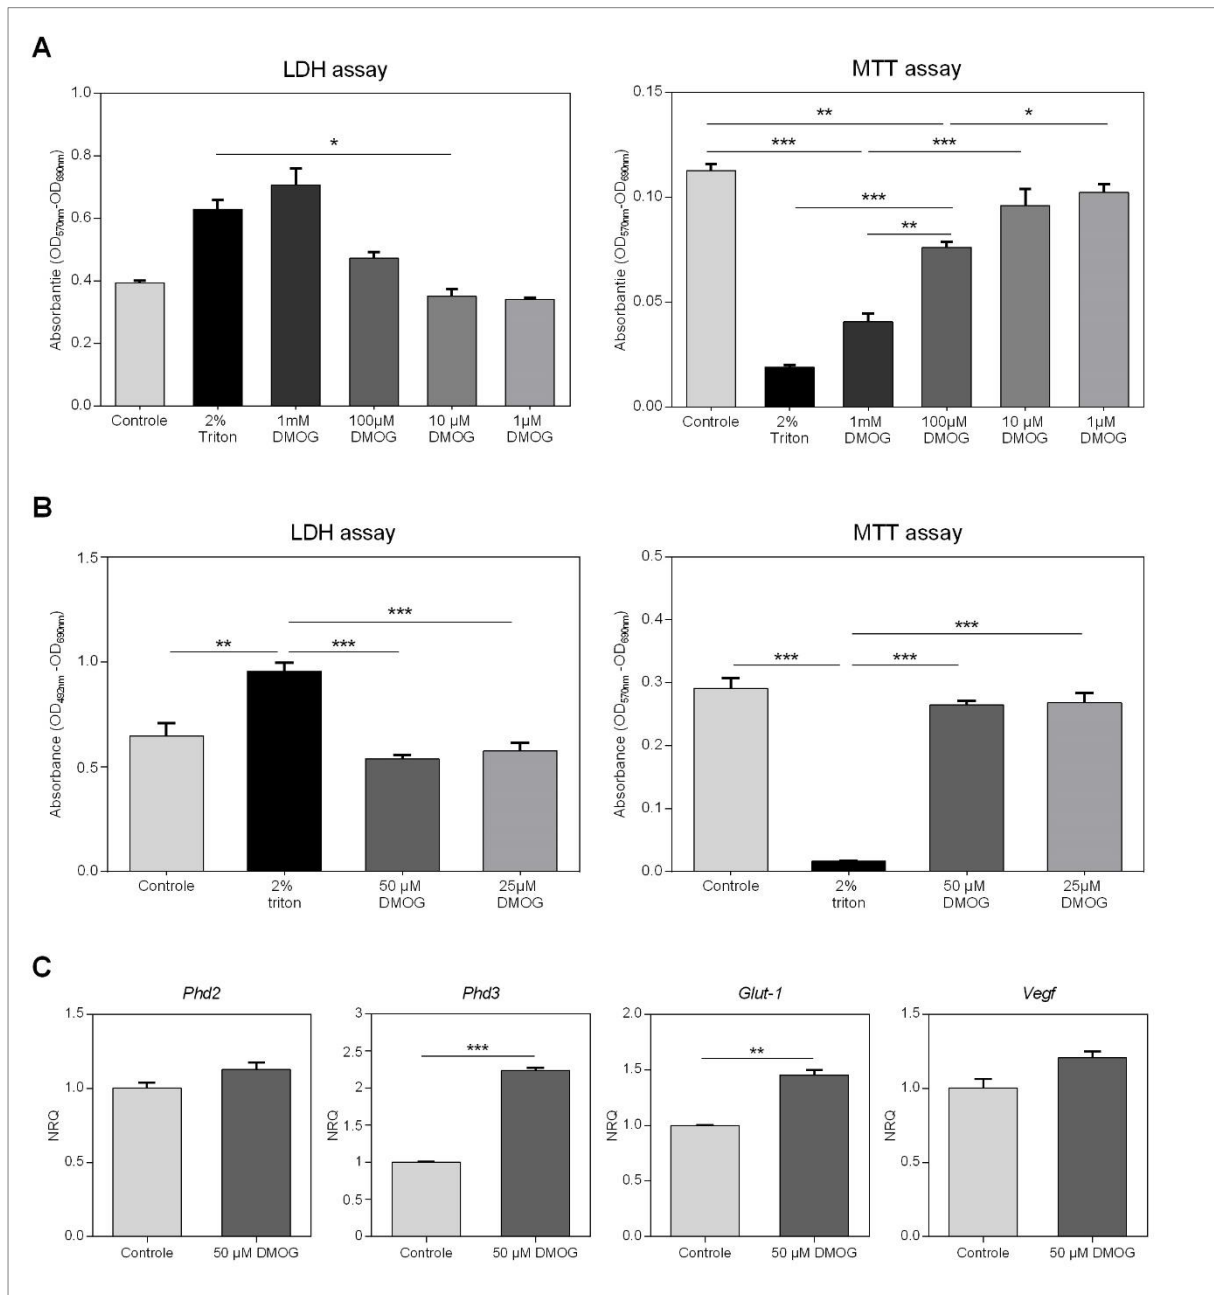 A
LDH assay
Absorbantie (OD570nm-OD690nm)
1.0
0.8
0.6
0.4
0.2
0.0
*
Controle
2%
Triton
1mM
DMOG
100µM
DMOG
10 µM
DMOG
1µM
DMOG
MTT assay
Absorbantie (OD570nm-OD690nm)
0.15
0.10
0.05
0.00
**
*
***
***
***
**
Controle
2%
Triton
1mM
DMOG
100µM
DMOG
10 µM
DMOG
1µM
DMOG
B
LDH assay
Absorbance (OD492nm-OD690nm)
1.5
1.0
0.5
0.0
***
**
***
Controle
2%
triton
50 µM
DMOG
25µM
DMOG
MTT assay
Absorbance (OD570nm-OD690nm)
0.5
0.4
0.3
0.2
0.1
0.0
***
***
***
Controle
2%
triton
50 µM
DMOG
25µM
DMOG
C
Phd2
NRQ
1.5
1.0
0.5
0.0
Controle
50 µM DMOG
Phd3
NRQ
3
2.5
2
1.5
1
0.5
0
***
Controle
50 µM DMOG
Glut-1
NRQ
2.0
1.5
1.0
0.5
0.0
**
Controle
50 µM DMOG
Vegf
NRQ
1.5
1.0
0.5
0.0
Controle
50 µM DMOG